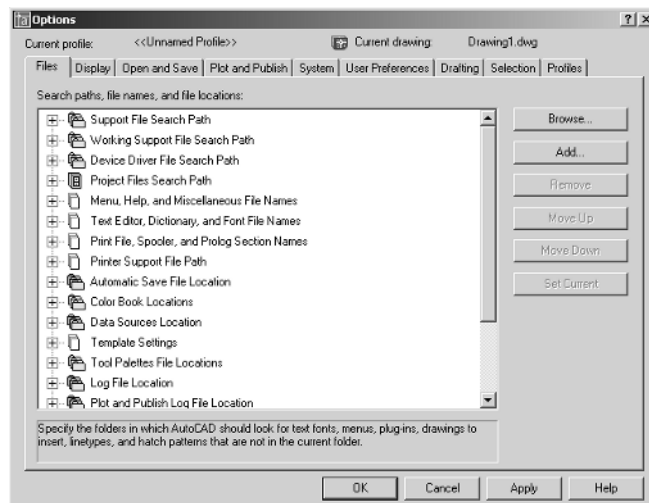 Options
Current profile: <<Unnamed Profile>> Current drawing: Drawing1.dwg
Files Display Open and Save Plot and Publish System User Preferences Drafting Selection Profiles
Search paths, file names, and file locations:
Support File Search Path
Working Support File Search Path
Device Driver File Search Path
Project Files Search Path
Menu, Help, and Miscellaneous File Names
Text Editor, Dictionary, and Font File Names
Print File, Spooler, and Prolog Section Names
Printer Support File Path
Automatic Save File Location
Color Book Locations
Data Sources Location
Template Settings
Tool Palettes File Locations
Log File Location
Plot and Publish Log File Location
Browse...
Add...
Remove
Move Up
Move Down
Set Current
Specify the folders in which AutoCAD should look for text fonts, menus, plug-ins, drawings to
insert, linetypes, and hatch patterns that are not in the current folder.
OK Cancel Apply Help